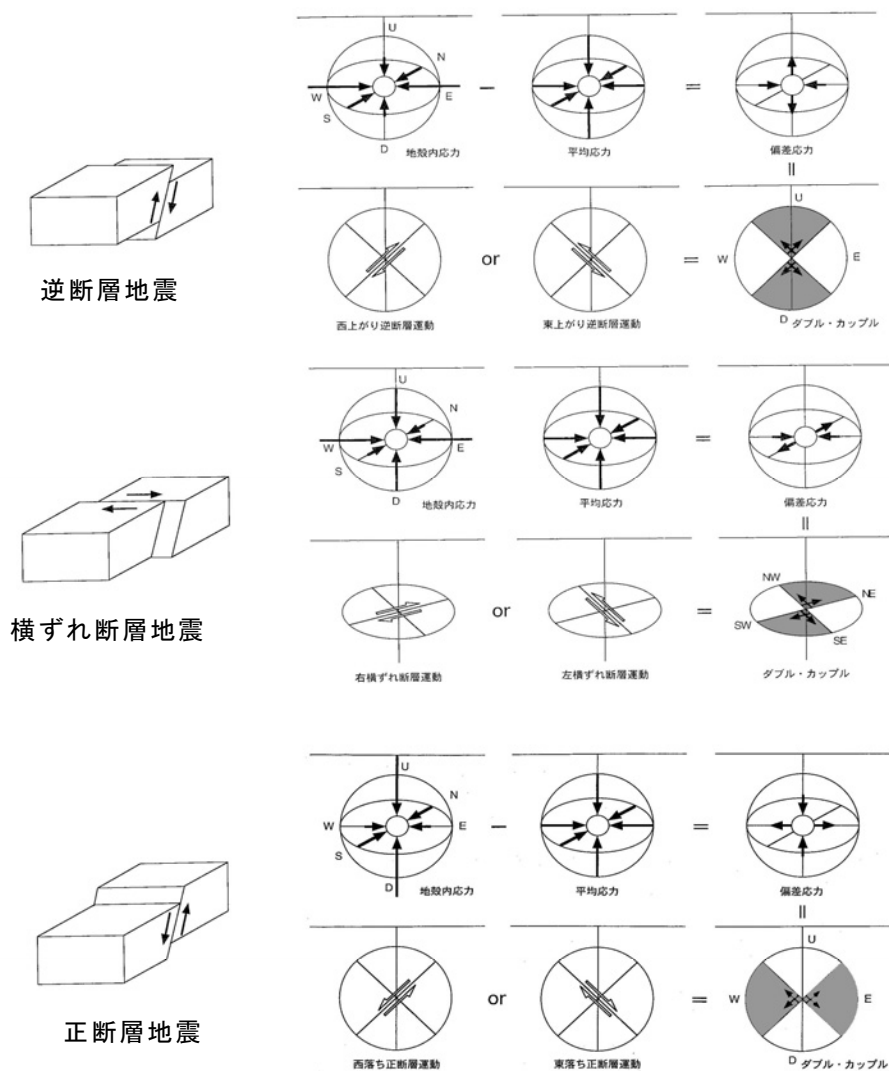 U
N
W
E
S
D
地殻内応力
−
平均応力
=
偏差応力
=
逆断層地震
西上がり逆断層運動
or
東上がり逆断層運動
=
U
W
E
D
ダブル・カップル
U
N
W
E
S
D
地殻内応力
平均応力
=
偏差応力
=
横ずれ断層地震
右横ずれ断層運動
or
左横ずれ断層運動
=
NW
NE
SW
SE
ダブル・カップル
U
N
W
E
S
D
地殻内応力
−
平均応力
=
偏差応力
=
正断層地震
西落ち正断層運動
or
東落ち正断層運動
=
U
W
E
D
ダブル・カップル